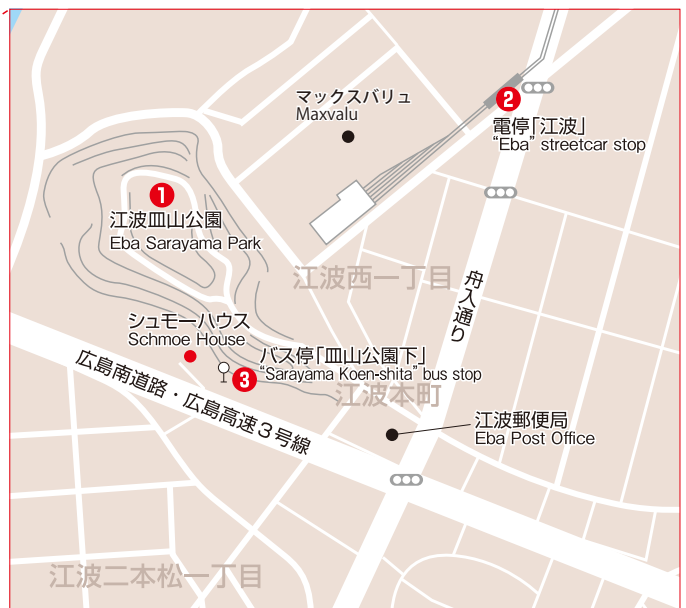 マックスバリュ
Maxvalu
2
電停「江波」
“Eba” streetcar stop
1
江波皿山公園
Eba Sarayama Park
江波西一丁目
舟入通り
シュモーハウス
Schmoe House
3
バス停「皿山公園下」
“Sarayama Koen-shita” bus stop
広島南道路・広島高速3号線
江波本町
江波郵便局
Eba Post Office
江波二本松一丁目